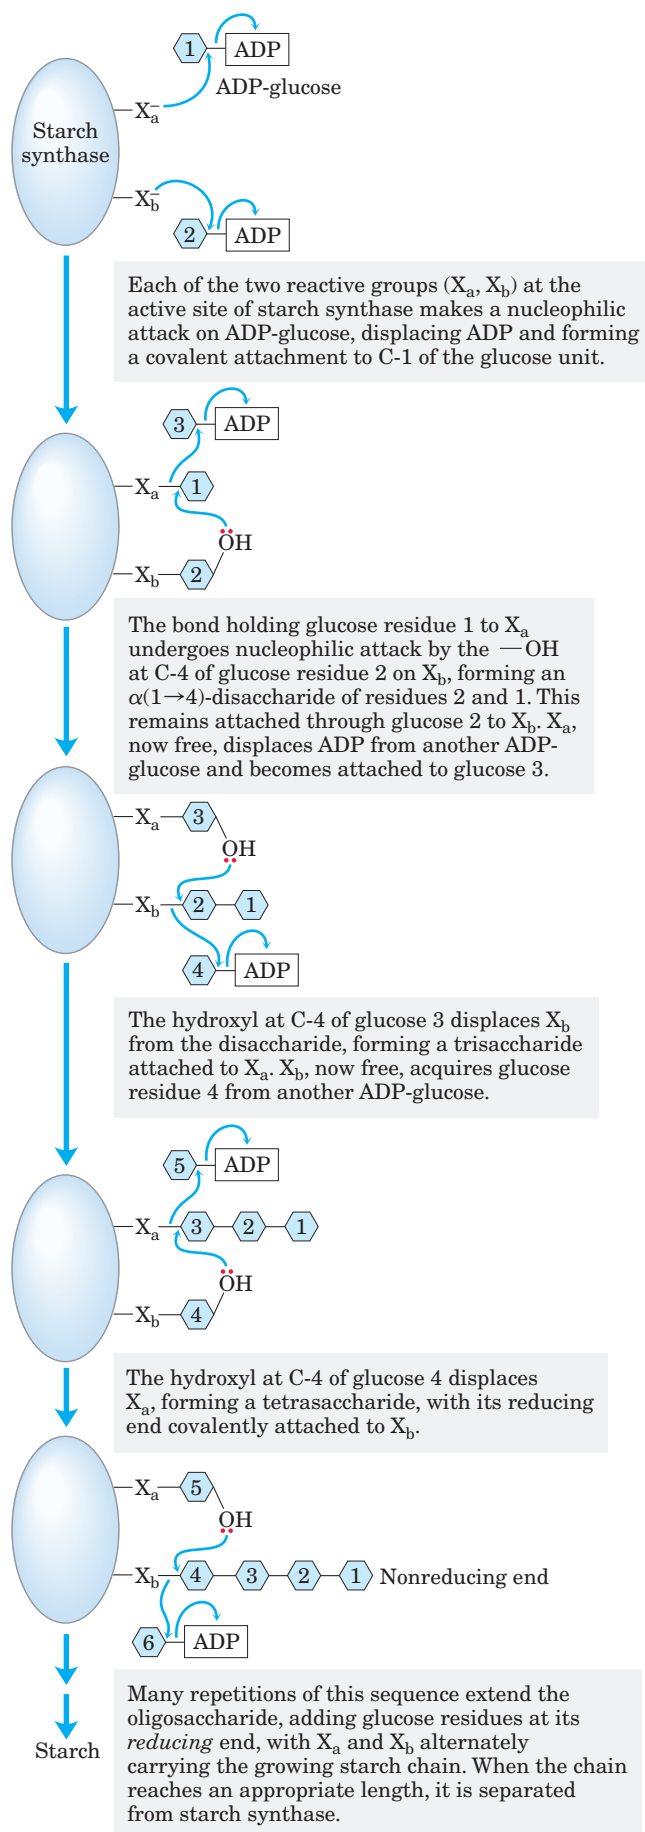 1 ADP
ADP-glucose
Xa⁻
Starch
synthase
Xb⁻
2 ADP
Each of the two reactive groups (Xa, Xb) at the
active site of starch synthase makes a nucleophilic
attack on ADP-glucose, displacing ADP and forming
a covalent attachment to C-1 of the glucose unit.
3 ADP
Xa 1
OH
Xb 2
The bond holding glucose residue 1 to Xa
undergoes nucleophilic attack by the —OH
at C-4 of glucose residue 2 on Xb, forming an
α(1→4)-disaccharide of residues 2 and 1. This
remains attached through glucose 2 to Xb. Xa,
now free, displaces ADP from another ADP-
glucose and becomes attached to glucose 3.
Xa 3
OH
Xb 2 1
4 ADP
The hydroxyl at C-4 of glucose 3 displaces Xb
from the disaccharide, forming a trisaccharide
attached to Xa. Xb, now free, acquires glucose
residue 4 from another ADP-glucose.
5 ADP
Xa 3 2 1
OH
Xb 4
The hydroxyl at C-4 of glucose 4 displaces
Xa, forming a tetrasaccharide, with its reducing
end covalently attached to Xb.
Xa 5
OH
Xb 4 3 2 1 Nonreducing end
6 ADP
Many repetitions of this sequence extend the
oligosaccharide, adding glucose residues at its
reducing end, with Xa and Xb alternately
carrying the growing starch chain. When the chain
reaches an appropriate length, it is separated
from starch synthase.
Starch